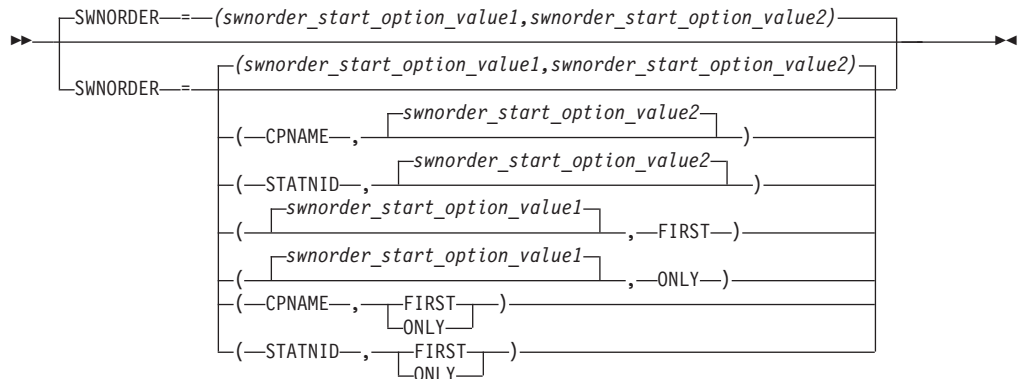 SWNORDER = (swnorder_start_option_value1,swnorder_start_option_value2)
(swnorder_start_option_value1,swnorder_start_option_value2)
SWNORDER =
swnorder_start_option_value2
( CPNAME , )
swnorder_start_option_value2
( STATNID , )
swnorder_start_option_value1
( , FIRST )
swnorder_start_option_value1
( , ONLY )
( CPNAME , FIRST )
ONLY
( STATNID , FIRST )
ONLY